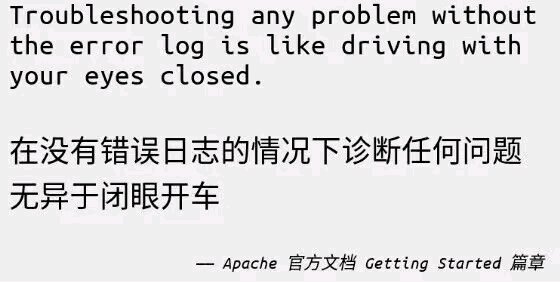 Troubleshooting any problem without
the error log is like driving with
your eyes closed.
在没有错误日志的情况下诊断任何问题
无异于闭眼开车
—— Apache 官方文档 Getting Started 篇章